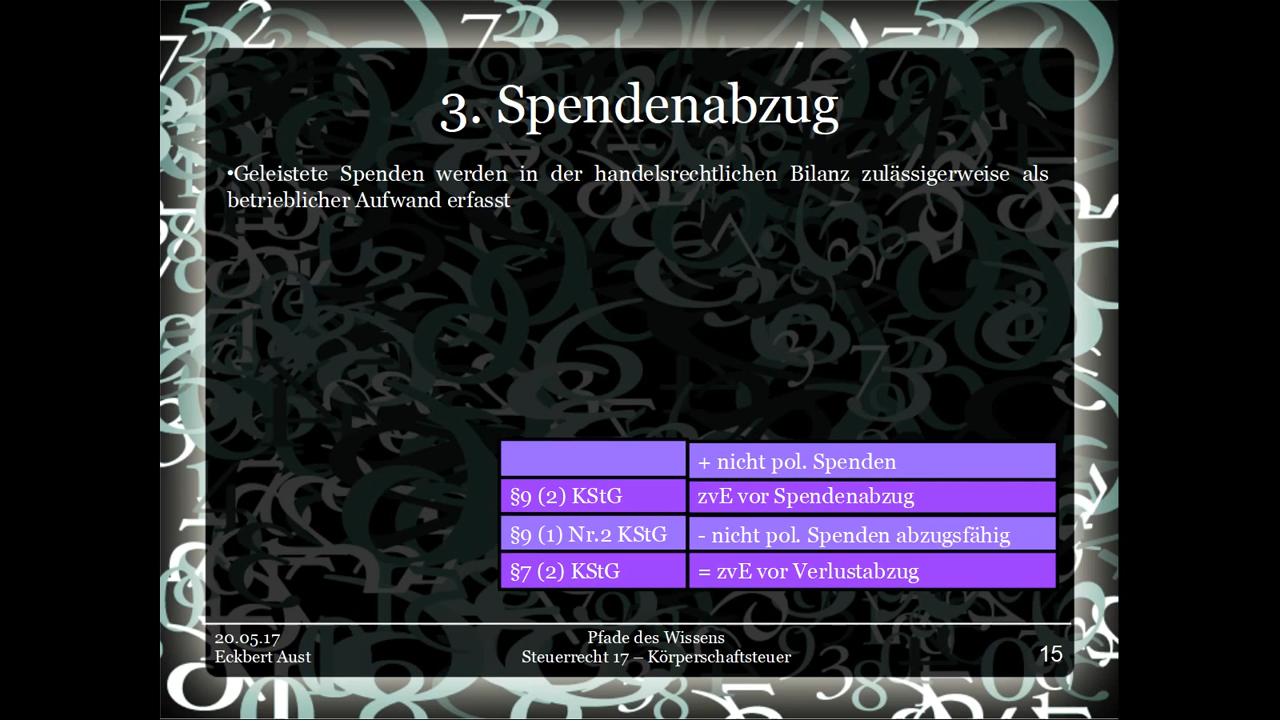 3. Spendenabzug
•Geleistete Spenden werden in der handelsrechtlichen Bilanz zulässigerweise als
betrieblicher Aufwand erfasst
+ nicht pol. Spenden
§9 (2) KStG zvE vor Spendenabzug
§9 (1) Nr.2 KStG - nicht pol. Spenden abzugsfähig
§7 (2) KStG = zvE vor Verlustabzug
20.05.17
Eckbert Aust
Pfade des Wissens
Steuerrecht 17 – Körperschaftsteuer
15